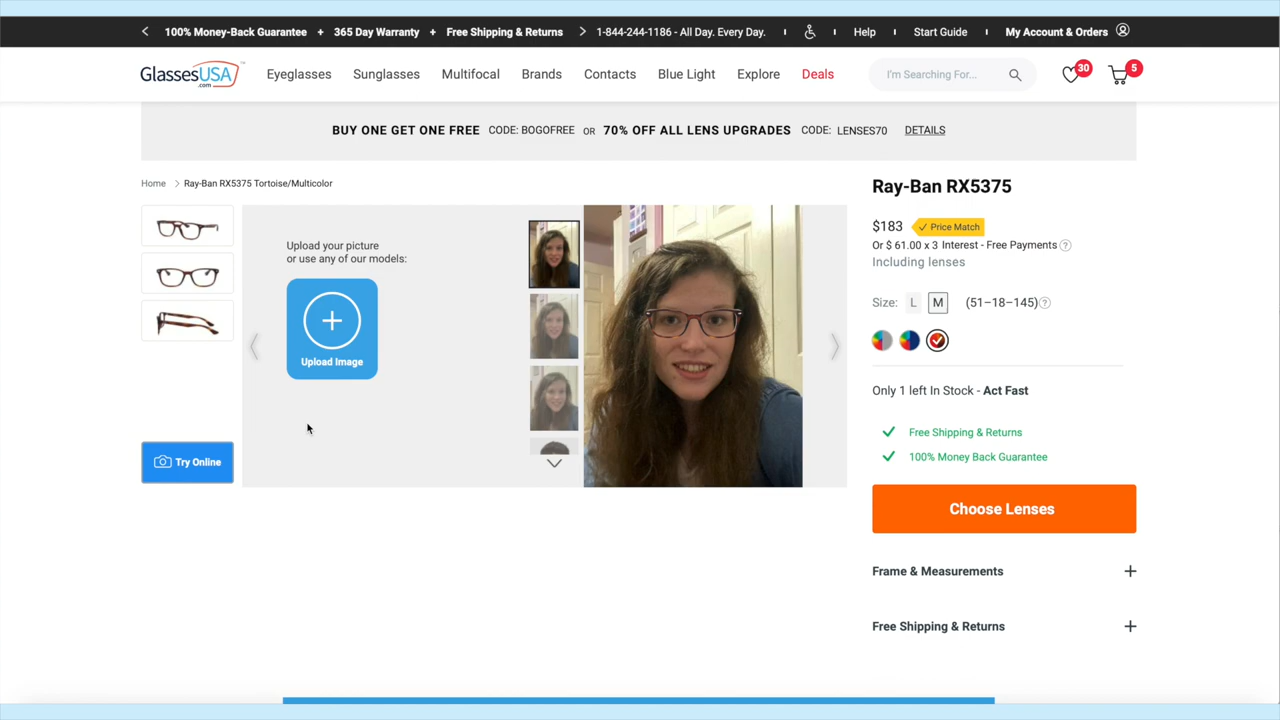 100% Money-Back Guarantee + 365 Day Warranty + Free Shipping & Returns 1-844-244-1186 - All Day. Every Day. Help Start Guide My Account & Orders
GlassesUSA.com™ Eyeglasses Sunglasses Multifocal Brands Contacts Blue Light Explore Deals I'm Searching For... 30 5
BUY ONE GET ONE FREE CODE: BOGOFREE OR 70% OFF ALL LENS UPGRADES CODE: LENSES70 DETAILS
Home > Ray-Ban RX5375 Tortoise/Multicolor
Upload your picture
or use any of our models:
Upload Image
Try Online
Ray-Ban RX5375
$183 Price Match
Or $ 61.00 x 3 Interest - Free Payments ?
Including lenses
Size: L M (51–18–145) ?
Only 1 left In Stock - Act Fast
Free Shipping & Returns
100% Money Back Guarantee
Choose Lenses
Frame & Measurements +
Free Shipping & Returns +